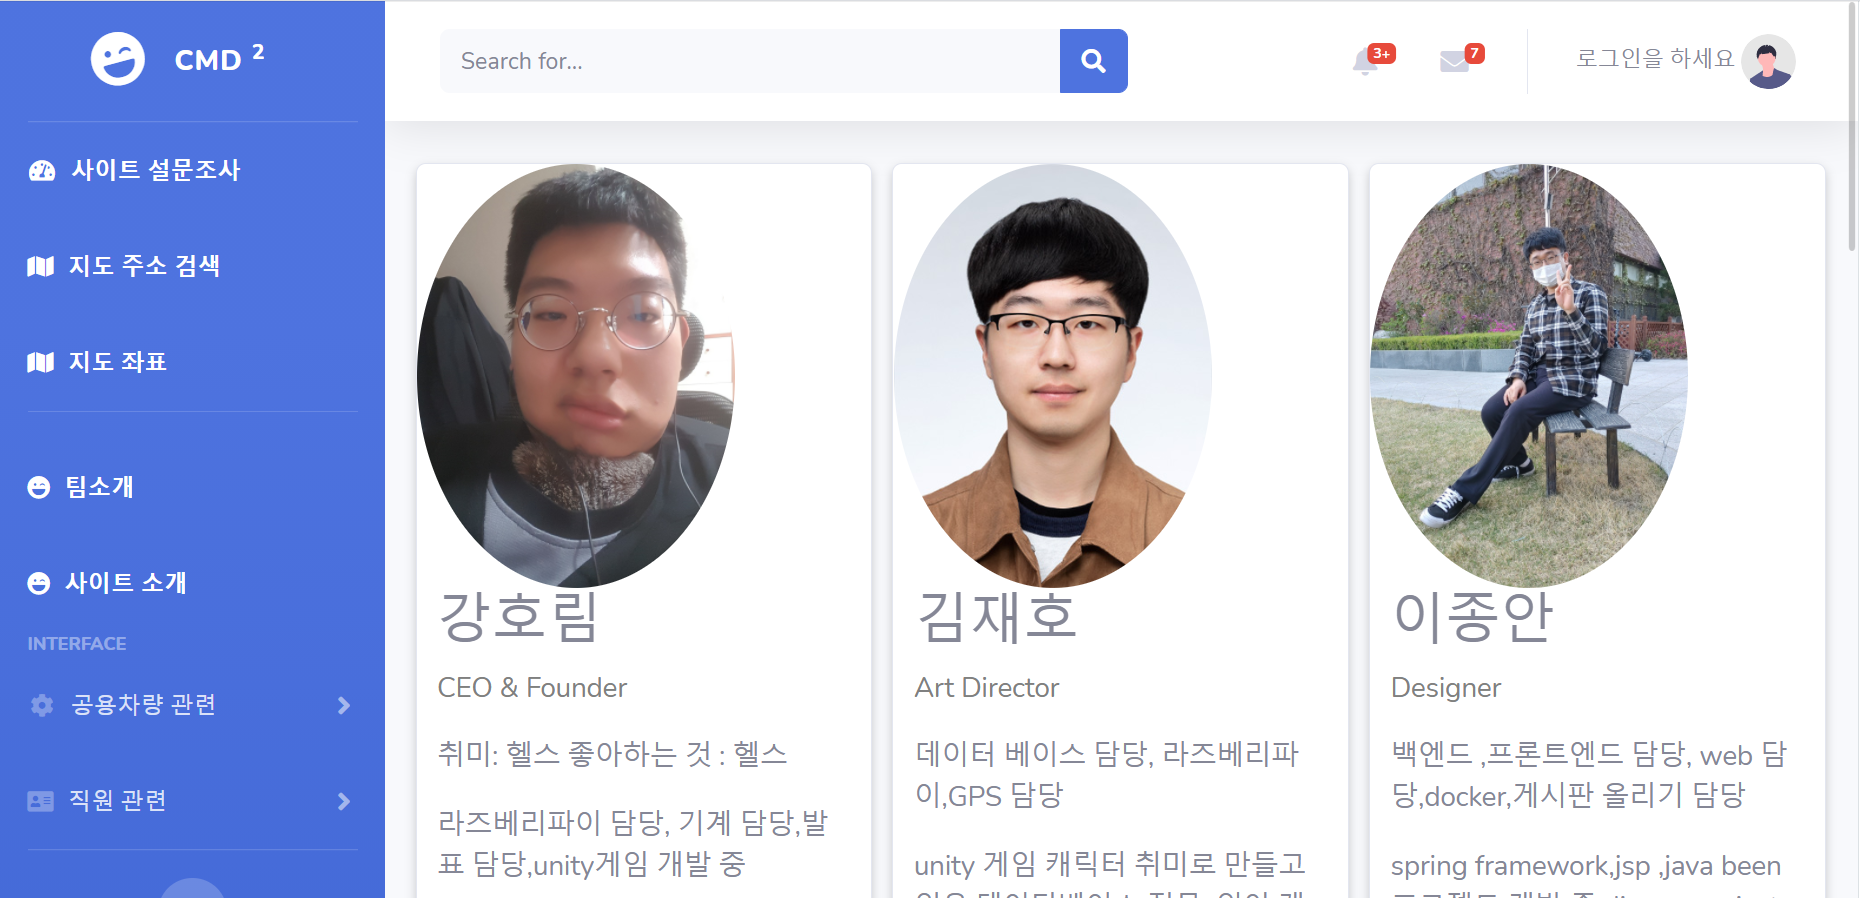 CMD 2
Search for...
3+
7
로그인을 하세요
사이트 설문조사
지도 주소 검색
지도 좌표
팀소개
사이트 소개
INTERFACE
공용차량 관련
직원 관련
강호림
CEO & Founder
취미: 헬스 좋아하는 것 : 헬스
라즈베리파이 담당, 기계 담당,발
표 담당,unity게임 개발 중
김재호
Art Director
데이터 베이스 담당, 라즈베리파
이,GPS 담당
unity 게임 캐릭터 취미로 만들고
이종안
Designer
백엔드 ,프론트엔드 담당, web 담
당,docker,게시판 올리기 담당
spring framework,jsp ,java been